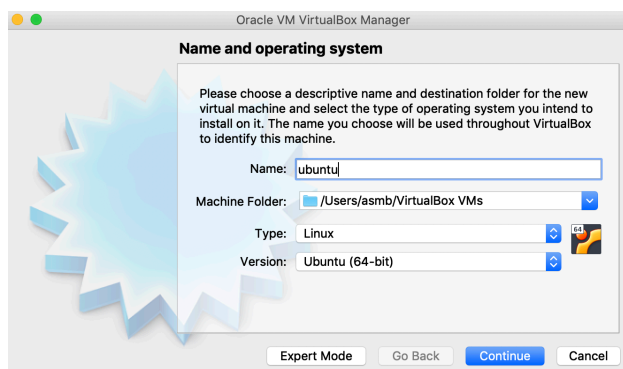 Oracle VM VirtualBox Manager
Name and operating system
Please choose a descriptive name and destination folder for the new
virtual machine and select the type of operating system you intend to
install on it. The name you choose will be used throughout VirtualBox
to identify this machine.
Name: ubuntu
Machine Folder: /Users/asmb/VirtualBox VMs
Type: Linux
64
Version: Ubuntu (64-bit)
Expert Mode Go Back Continue Cancel